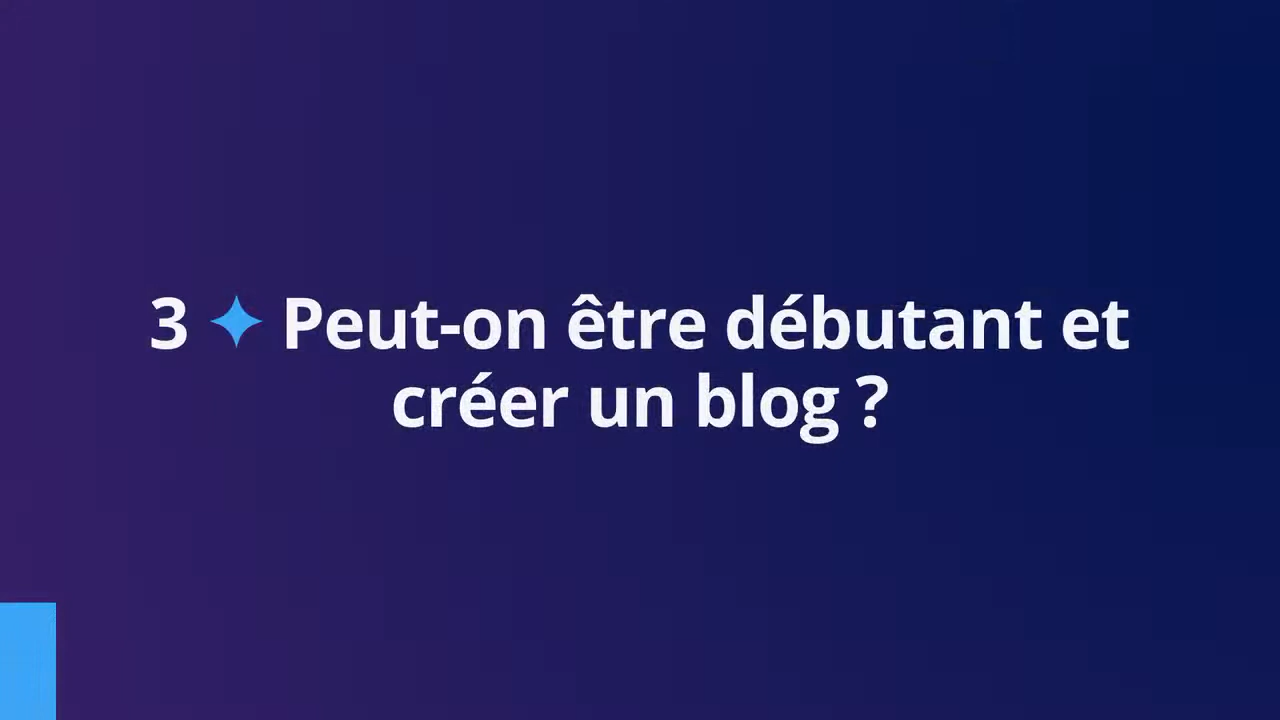 3 ✦ Peut-on être débutant et
créer un blog ?